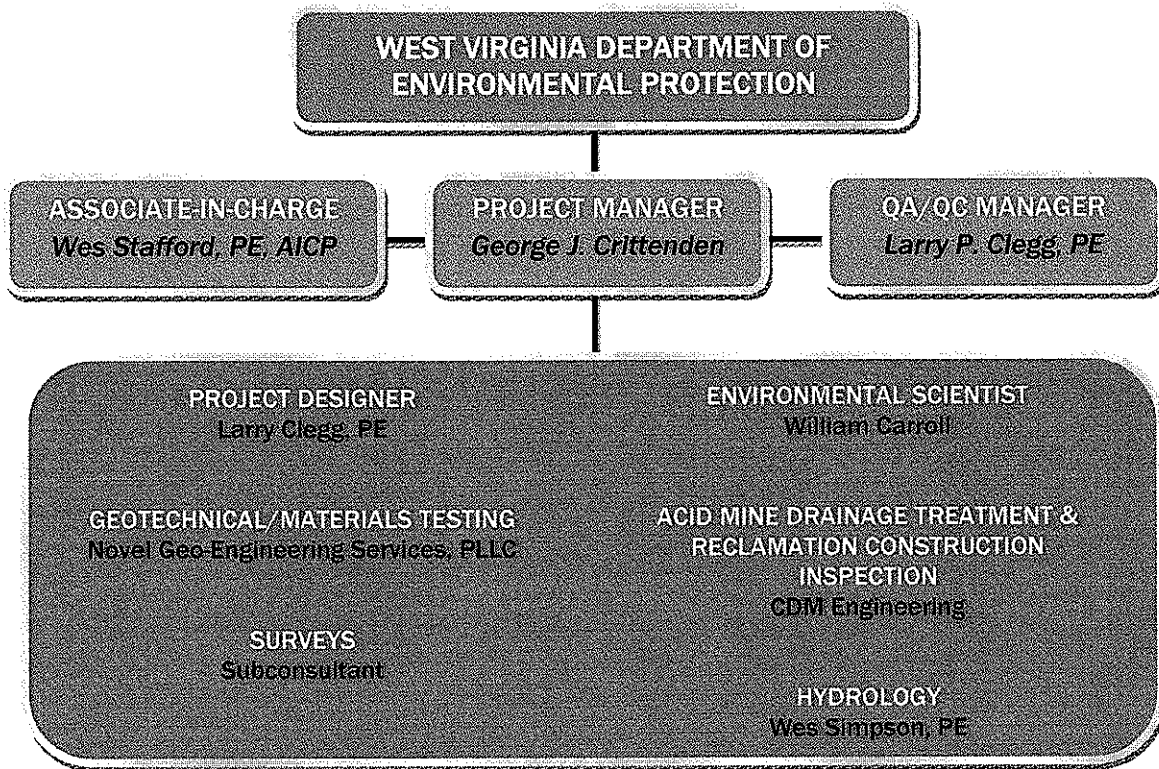 WEST VIRGINIA DEPARTMENT OF
ENVIRONMENTAL PROTECTION
ASSOCIATE-IN-CHARGE
Wes Stafford, PE, AICP
PROJECT MANAGER
George J. Crittenden
QA/QC MANAGER
Larry P. Clegg, PE
PROJECT DESIGNER
Larry Clegg, PE
GEOTECHNICAL/MATERIALS TESTING
Novel Geo-Engineering Services, PLLC
SURVEYS
Subconsultant
ENVIRONMENTAL SCIENTIST
William Carroll
ACID MINE DRAINAGE TREATMENT &
RECLAMATION CONSTRUCTION
INSPECTION
CDM Engineering
HYDROLOGY
Wes Simpson, PE